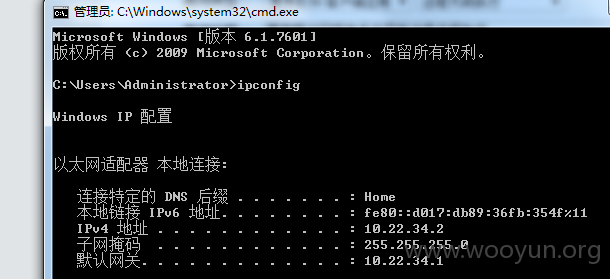 管理员: C:\Windows\system32\cmd.exe
Microsoft Windows [版本 6.1.7601]
版权所有 (c) 2009 Microsoft Corporation。保留所有权利。
C:\Users\Administrator>ipconfig
Windows IP 配置
以太网适配器 本地连接:
连接特定的 DNS 后缀 . . . . . . . : Home
本地链接 IPv6 地址. . . . . . . . : fe80::d017:db89:36fb:354f%11
IPv4 地址 . . . . . . . . . . . . : 10.22.34.2
子网掩码 . . . . . . . . . . . . : 255.255.255.0
默认网关. . . . . . . . . . . . . : 10.22.34.1
www.wooyun.org